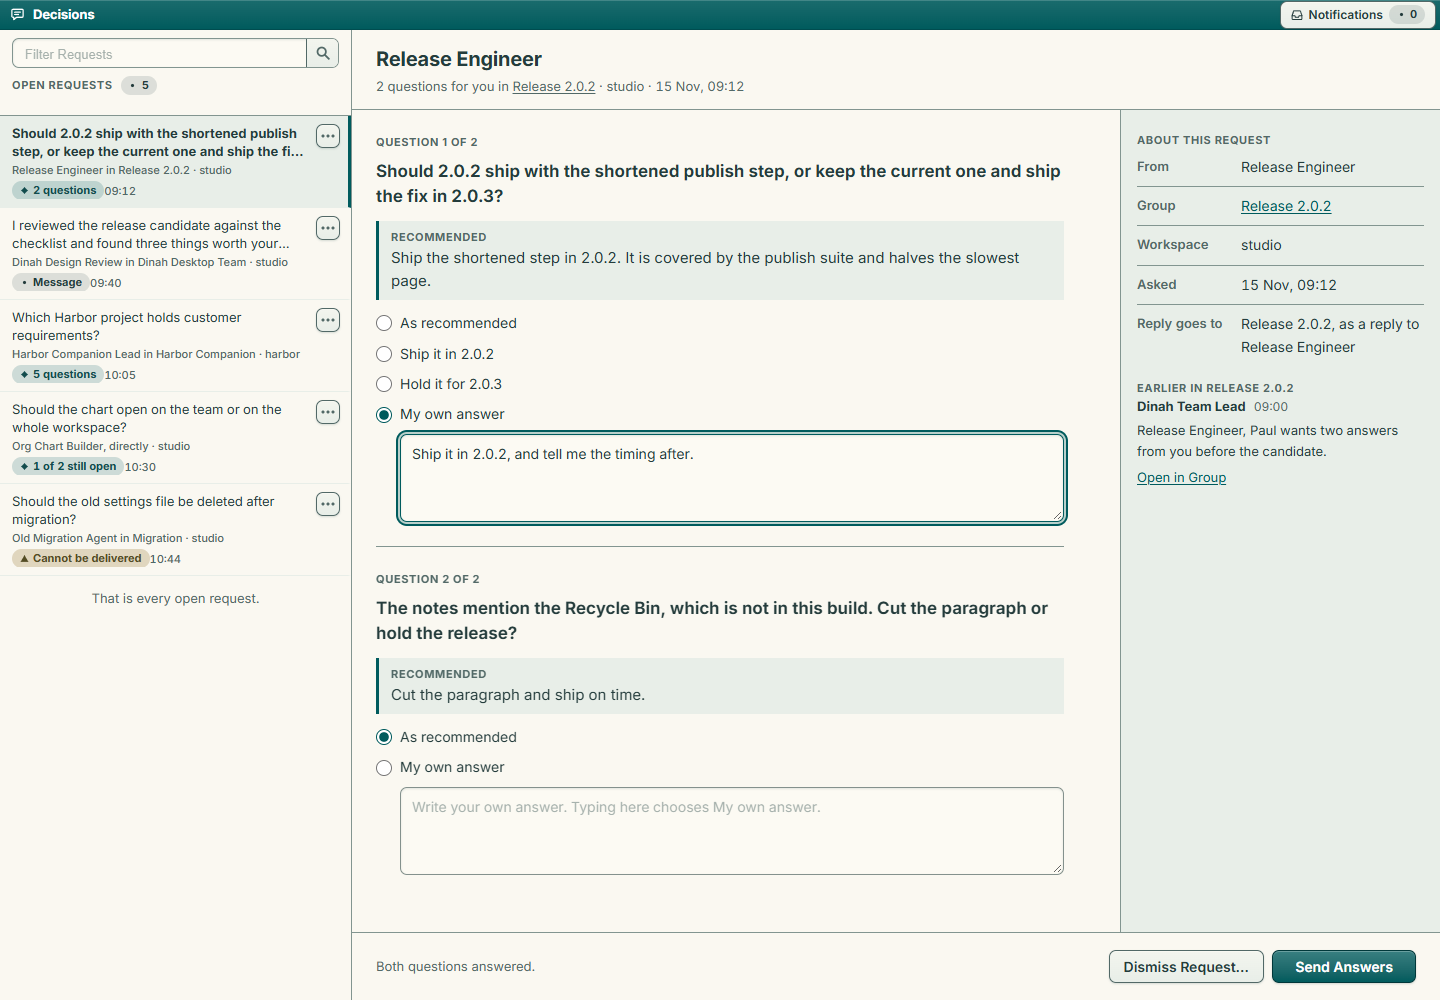 Decisions
Notifications
• 0
Filter Requests
OPEN REQUESTS
• 5
Should 2.0.2 ship with the shortened publish
step, or keep the current one and ship the fi...
Release Engineer in Release 2.0.2 · studio
2 questions
09:12
I reviewed the release candidate against the
checklist and found three things worth your...
Dinah Design Review in Dinah Desktop Team · studio
• Message
09:40
Which Harbor project holds customer
requirements?
Harbor Companion Lead in Harbor Companion · harbor
5 questions
10:05
Should the chart open on the team or on the
whole workspace?
Org Chart Builder, directly · studio
1 of 2 still open
10:30
Should the old settings file be deleted after
migration?
Old Migration Agent in Migration · studio
Cannot be delivered
10:44
That is every open request.
Release Engineer
2 questions for you in Release 2.0.2 · studio · 15 Nov, 09:12
QUESTION 1 OF 2
Should 2.0.2 ship with the shortened publish step, or keep the current one and ship
the fix in 2.0.3?
RECOMMENDED
Ship the shortened step in 2.0.2. It is covered by the publish suite and halves the slowest
page.
As recommended
Ship it in 2.0.2
Hold it for 2.0.3
My own answer
Ship it in 2.0.2, and tell me the timing after.
QUESTION 2 OF 2
The notes mention the Recycle Bin, which is not in this build. Cut the paragraph or
hold the release?
RECOMMENDED
Cut the paragraph and ship on time.
As recommended
My own answer
Write your own answer. Typing here chooses My own answer.
Both questions answered.
Dismiss Request...
Send Answers
ABOUT THIS REQUEST
From
Release Engineer
Group
Release 2.0.2
Workspace
studio
Asked
15 Nov, 09:12
Reply goes to
Release 2.0.2, as a reply to
Release Engineer
EARLIER IN RELEASE 2.0.2
Dinah Team Lead 09:00
Release Engineer, Paul wants two answers
from you before the candidate.
Open in Group